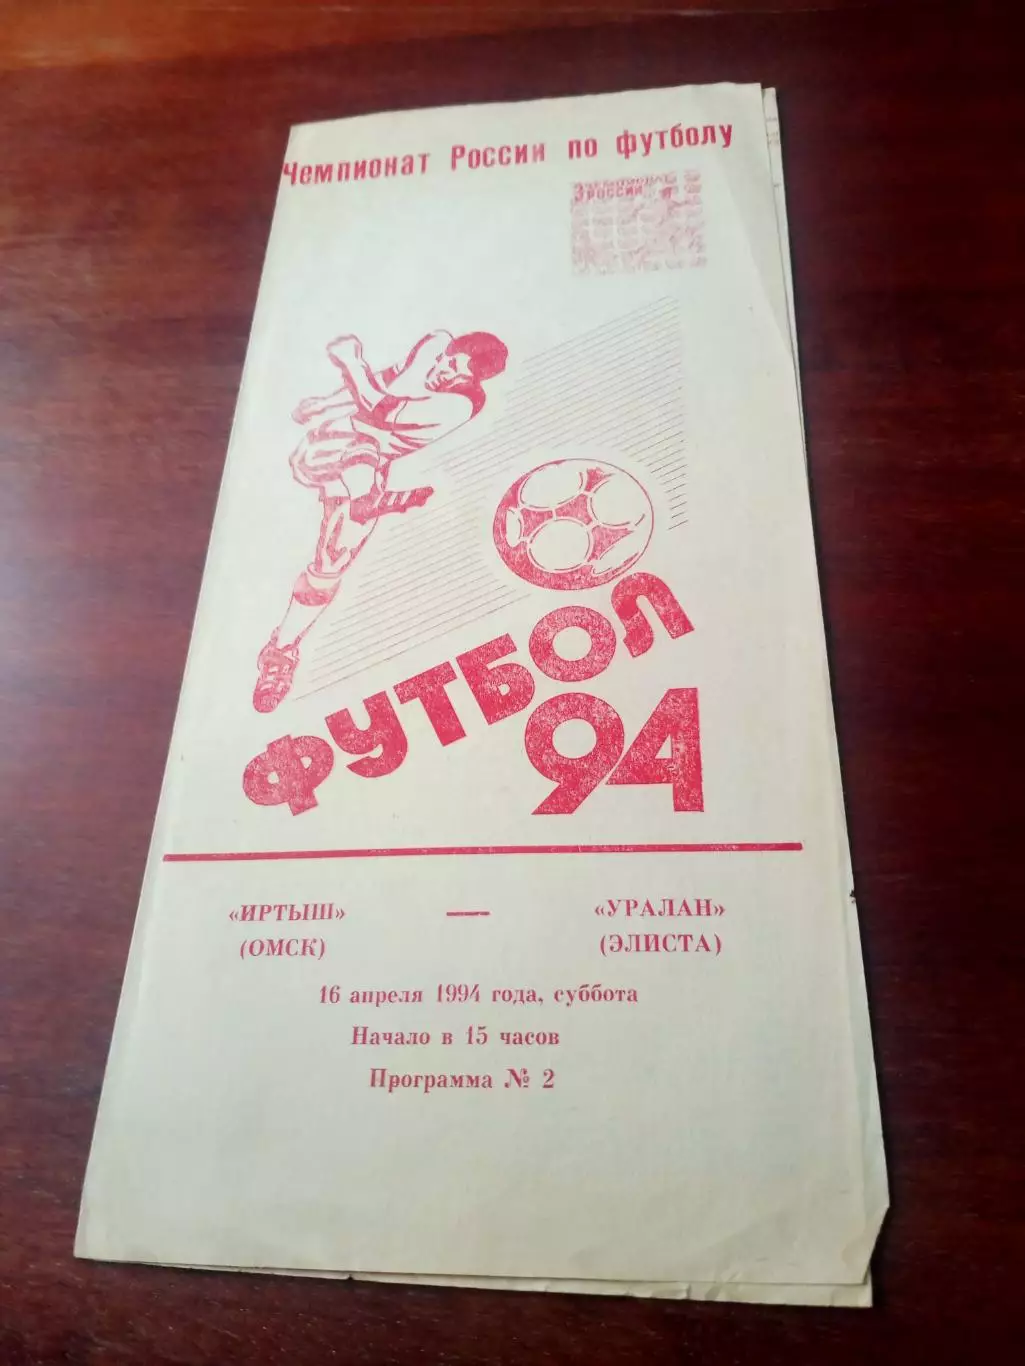 Чемпионат России по футболу
РОССИИ
ФУТБОЛ
94
«ИРТЫШ» — «УРАЛАН»
(ОМСК) (ЭЛИСТА)
16 апреля 1994 года, суббота
Начало в 15 часов
Программа № 2